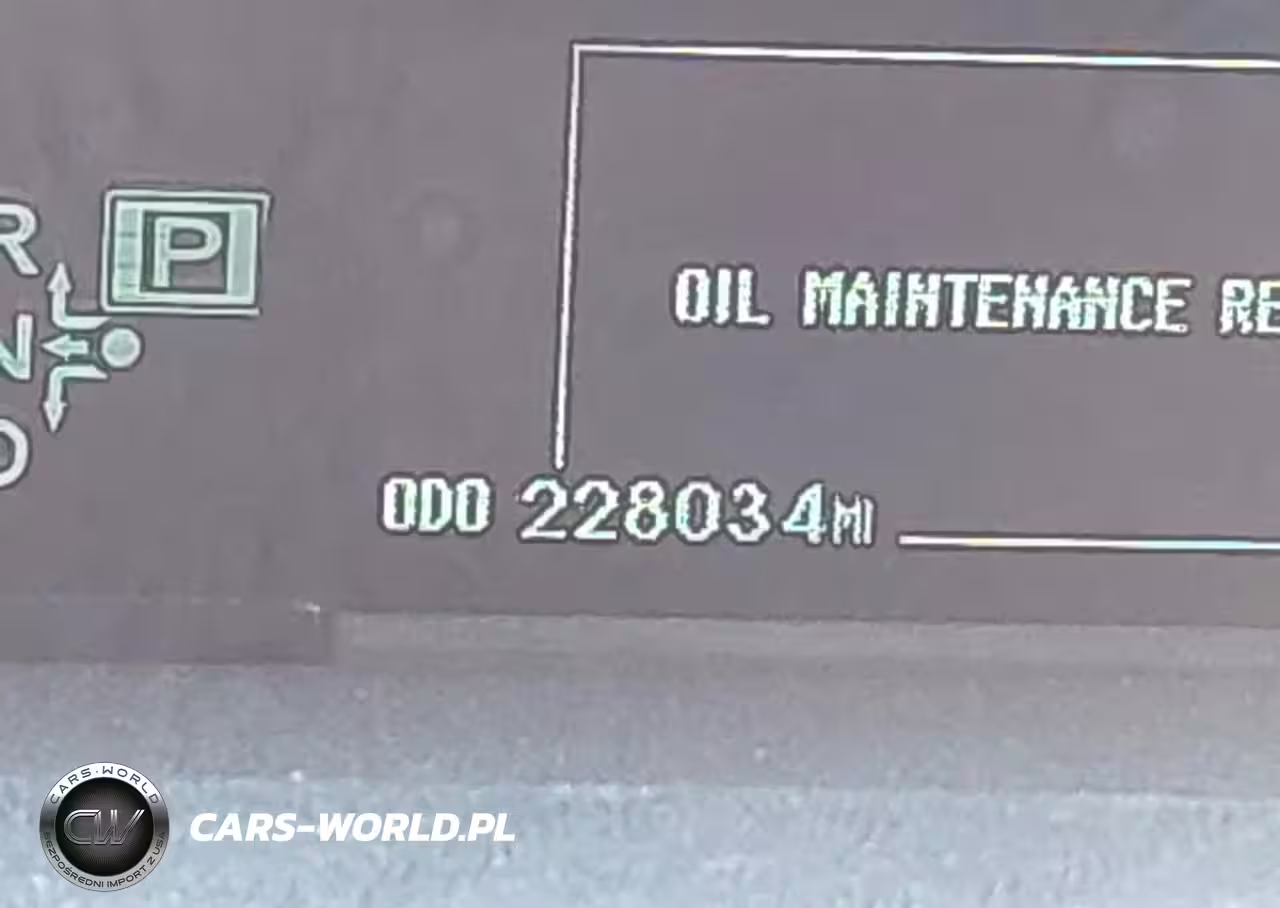 R
P
N
D
OIL MAINTENANCE RE
ODO 228034MI
CARS·WORLD
CW
BEZPOŚREDNI IMPORT Z USA
CARS-WORLD.PL